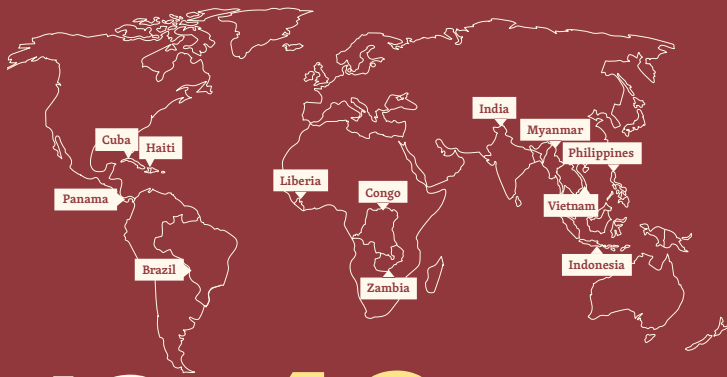 India
Myanmar
Cuba
Haiti
Philippines
Liberia
Congo
Panama
Vietnam
Brazil
Indonesia
Zambia